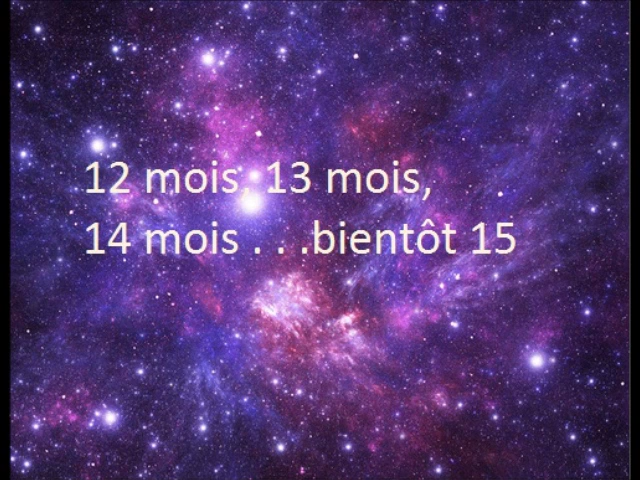 12 mois, 13 mois,
14 mois . . .bientôt 15